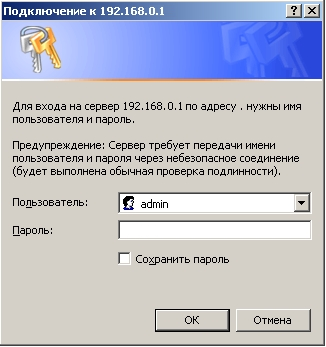 Подключение к 192.168.0.1
Для входа на сервер 192.168.0.1 по адресу . нужны имя
пользователя и пароль.
Предупреждение: Сервер требует передачи имени
пользователя и пароля через небезопасное соединение
(будет выполнена обычная проверка подлинности).
Пользователь:
admin
Пароль:
Сохранить пароль
ОК
Отмена